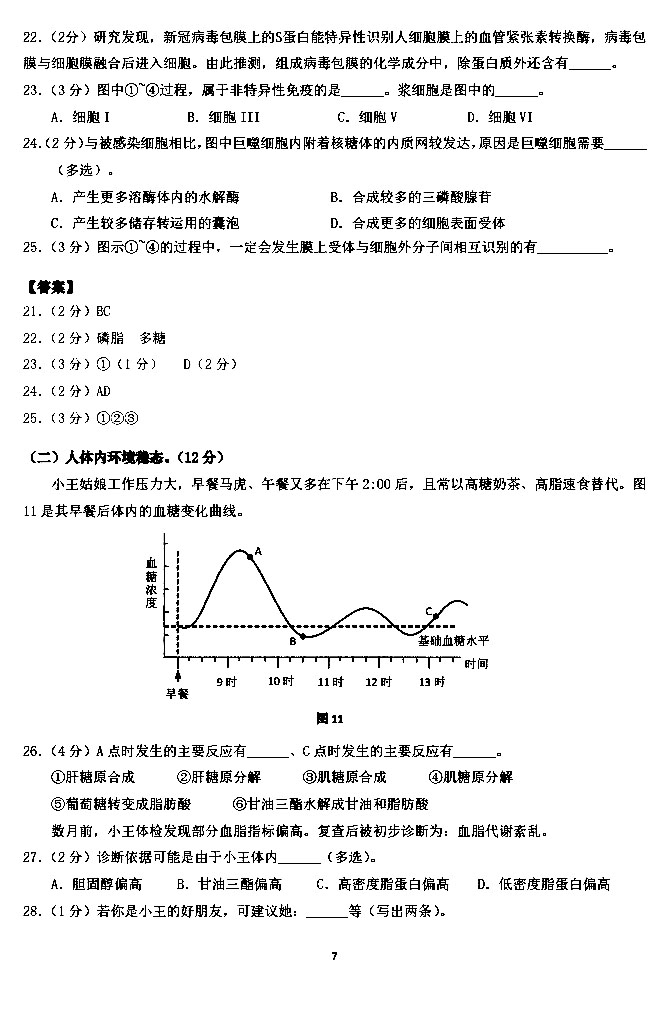 22.（2分）研究发现，新冠病毒包膜上的S蛋白能特异性识别人细胞膜上的血管紧张素转换酶，病毒包
膜与细胞膜融合后进入细胞。由此推测，组成病毒包膜的化学成分中，除蛋白质外还含有______。
23.（3分）图中①~④过程，属于非特异性免疫的是______。浆细胞是图中的______。
A. 细胞I B. 细胞III C. 细胞V D. 细胞VI
24.（2分）与被感染细胞相比，图中巨噬细胞内附着核糖体的内质网较发达，原因是巨噬细胞需要______
（多选）。
A. 产生更多溶酶体内的水解酶 B. 合成较多的三磷酸腺苷
C. 产生较多储存转运用的囊泡 D. 合成更多的细胞表面受体
25.（3分）图示①~④的过程中，一定会发生膜上受体与细胞外分子间相互识别的有__________。
【答案】
21.（2分）BC
22.（2分）磷脂 多糖
23.（3分）①（1分） D（2分）
24.（2分）AD
25.（3分）①②③
（二）人体内环境稳态。（12分）
小王姑娘工作压力大，早餐马虎、午餐又多在下午2:00后，且常以高糖奶茶、高脂速食替代。图
11是其早餐后体内的血糖变化曲线。
血糖浓度
A
B
C
基础血糖水平
时间
9时 10时 11时 12时 13时
早餐
图11
26.（4分）A点时发生的主要反应有______、C点时发生的主要反应有______。
①肝糖原合成 ②肝糖原分解 ③肌糖原合成 ④肌糖原分解
⑤葡萄糖转变成脂肪酸 ⑥甘油三酯水解成甘油和脂肪酸
数月前，小王体检发现部分血脂指标偏高。复查后被初步诊断为：血脂代谢紊乱。
27.（2分）诊断依据可能是由于小王体内______（多选）。
A. 胆固醇偏高 B. 甘油三酯偏高 C. 高密度脂蛋白偏高 D. 低密度脂蛋白偏高
28.（1分）若你是小王的好朋友，可建议她：______等（写出两条）。
7